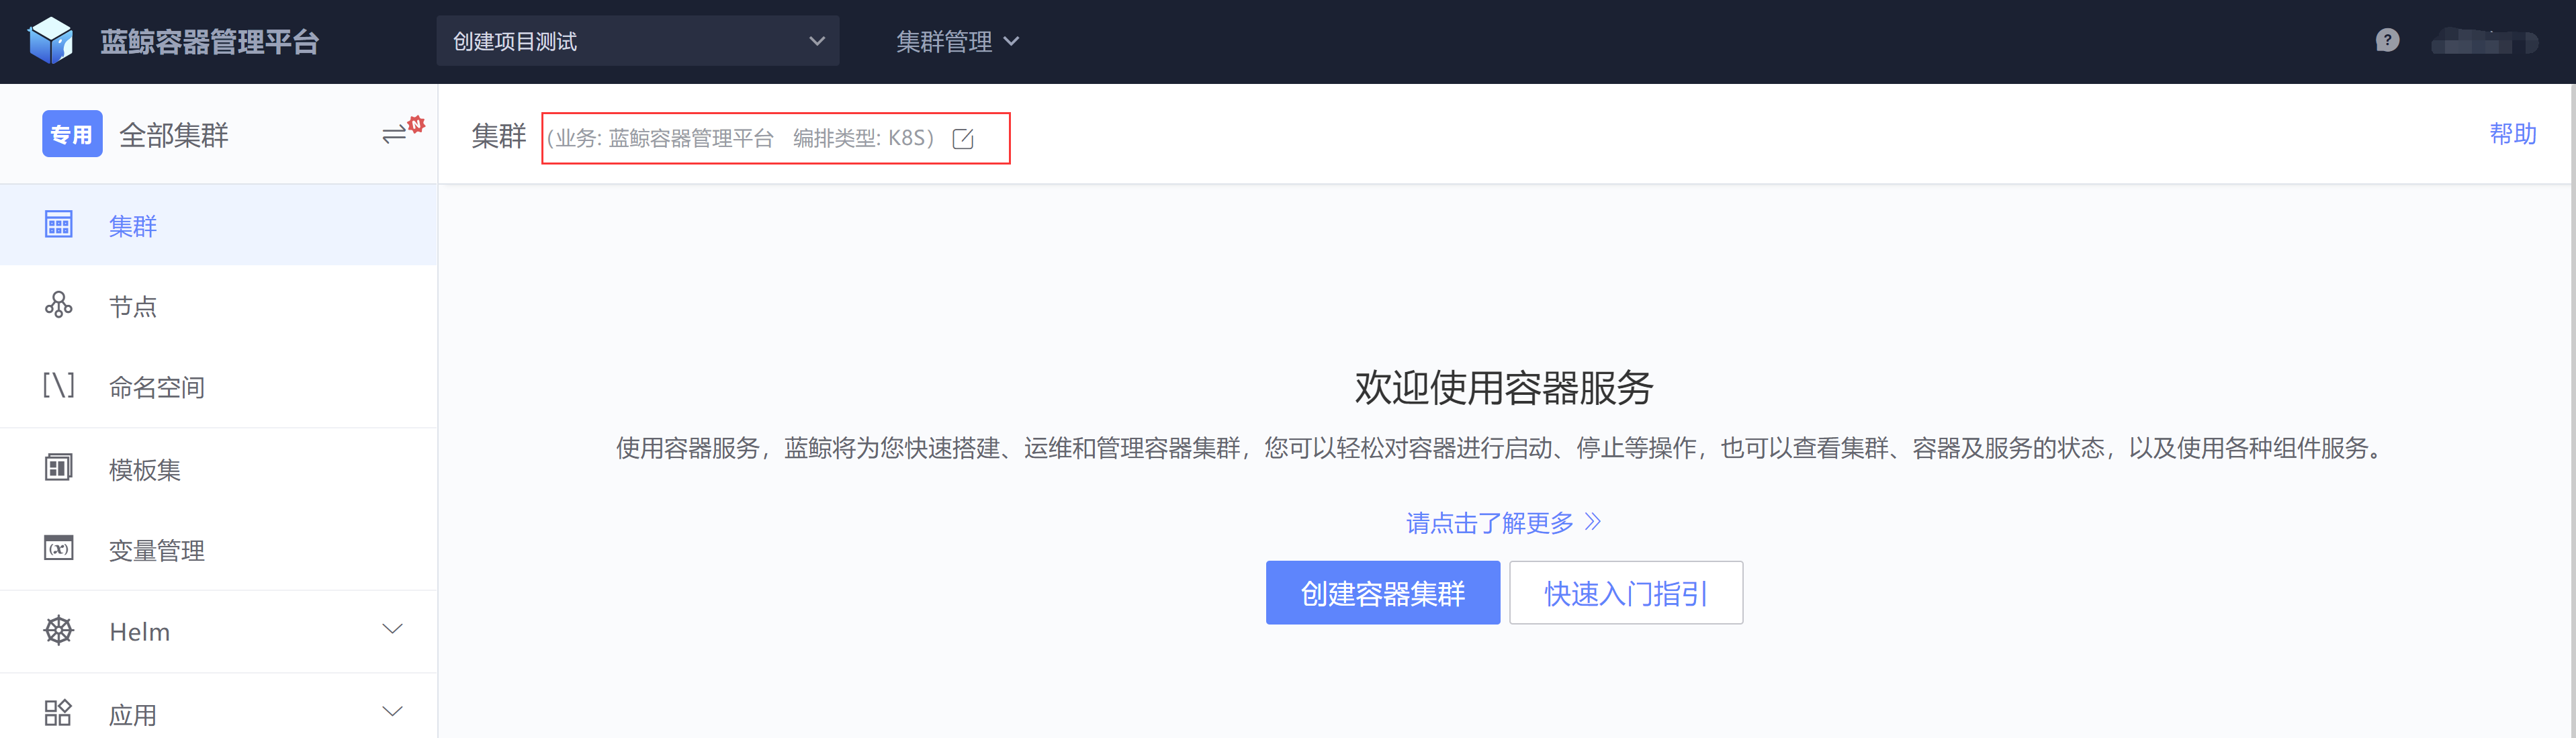 蓝鲸容器管理平台
创建项目测试
集群管理
专用 全部集群
集群 (业务: 蓝鲸容器管理平台 编排类型: K8S)
帮助
集群
节点
命名空间
模板集
变量管理
Helm
应用
欢迎使用容器服务
使用容器服务，蓝鲸将为您快速搭建、运维和管理容器集群，您可以轻松对容器进行启动、停止等操作，也可以查看集群、容器及服务的状态，以及使用各种组件服务。
请点击了解更多
创建容器集群 快速入门指引